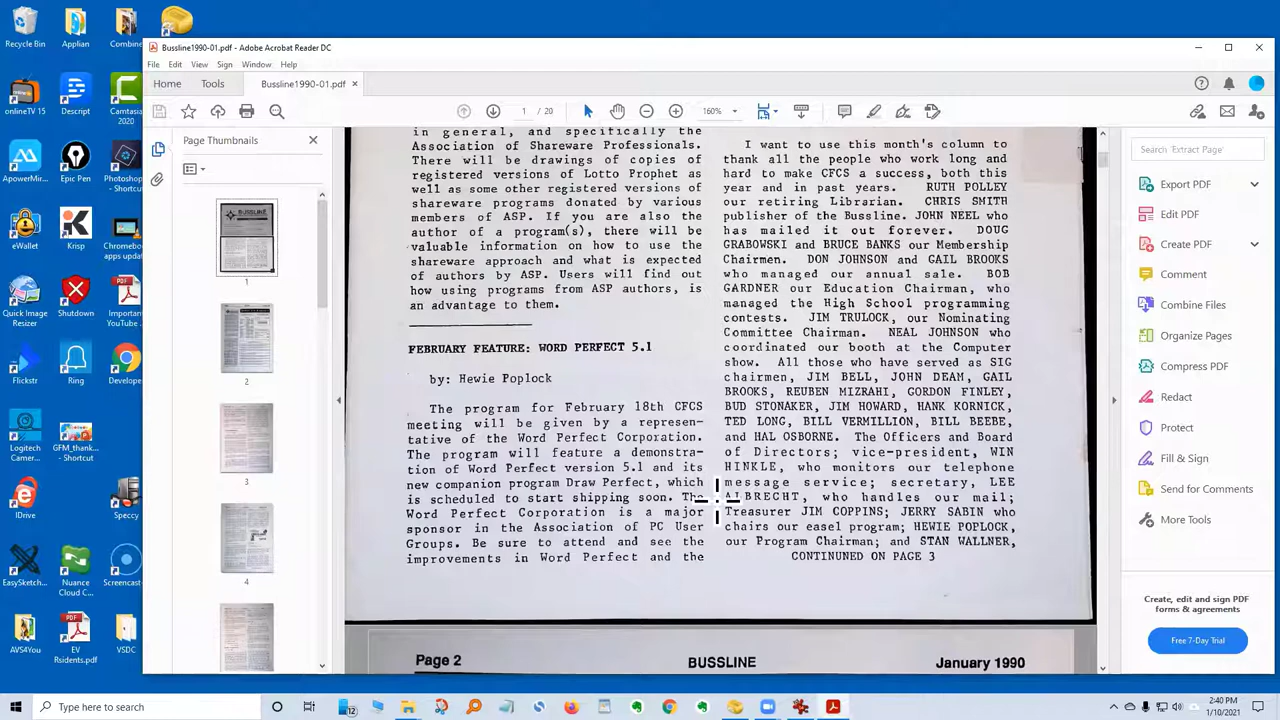 Recycle Bin
Applian
Combine
onlineTV 15
Descript
Camtasia
2020
ApowerMir...
Epic Pen
Photoshop
- Shortcut
eWallet
Krisp
Chromeboo
apps updat
Quick Image
Resizer
Shutdown
Important
YouTube ...
Flickstr
Ring
Develope
Logitech
Camer...
GFM_thank...
- Shortcut
IDrive
Speccy
EasySketch...
Nuance
Cloud C...
Screencast-
AVS4You
EV
Rsidents.pdf
VSDC
Bussline1990-01.pdf - Adobe Acrobat Reader DC
File Edit View Sign Window Help
Home Tools Bussline1990-01.pdf
1 / 20 160%
Page Thumbnails
BUSSLINE
1
2
3
4
in general, and specifically the
Association of Shareware Professionals.
There will be drawings of copies of
registered versions of Lotto Prophet as
well as some other registered versions of
shareware programs donated by various
members of ASP. If you are also the
author of a program(s), there will be
valuable information on how to use the
shareware approach and what is expected
of authors by ASP. Users will find out
how using programs from ASP authors, is
an advantage to them.
FEBRUARY FEATURE: WORD PERFECT 5.1
by: Hewie Poplock
The program for February 18th CFCS
meeting will be given by a represen-
tative of the Word Perfect Corporation.
The program will feature a demonstra-
tion of Word Perfect version 5.1 and its
new companion program Draw Perfect, which
is scheduled to start shipping soon. The
Word Perfect Corporation is a major
sponsor in the Association of PC User
Groups. Be sure to attend and see the
improvements in Word Perfect and the
I want to use this month's column to
thank all the people who work long and
hard to make CFCS a success, both this
year and in past years. RUTH POLLEY
our retiring Librarian. CHRIS SMITH
publisher of the Bussline. JOHN NEEL who
has mailed it out forever. DOUG
GRABOWSKI and BRUCE BANKS our Membership
Chairmen. DON JOHNSON and GAIL BROOKS
who managed our annual sale. BOB
GARDNER our Education Chairman, who
managed the High School programming
contests. JIM TRULOCK, our Nominating
Committee Chairman. NEAL JOHNSON who
coordinated our booth at the Computer
show. All those who have served as SIG
chairmen, JIM BELL, JOHN DEAM, GAIL
BROOKS, REUBEN MIZRAHI, GORDON FINLEY,
BUD STONAKER, JIM HOWARD, HANK KORNICK,
TED LONG, BILL VERMILLION, BILL BEEBE,
and HAL OSBORNE. The Officers and Board
of Directors; vice-president, WIN
HINKLE, who monitors our telephone
message service; secretary, LEE
ALBRECHT, who handles our mail;
Treasurer JIM COPPINS; JERRY SABIN who
chairs our easel program; HEWIE POPLOCK,
our Program Chairman; and STAN WALLNER,
CONTINUNED ON PAGE 3
Page 2 BUSSLINE January 1990
Search 'Extract Page'
Export PDF
Edit PDF
Create PDF
Comment
Combine Files
Organize Pages
Compress PDF
Redact
Protect
Fill & Sign
Send for Comments
More Tools
Create, edit and sign PDF
forms & agreements
Free 7-Day Trial
Type here to search
12
2:40 PM
1/10/2021